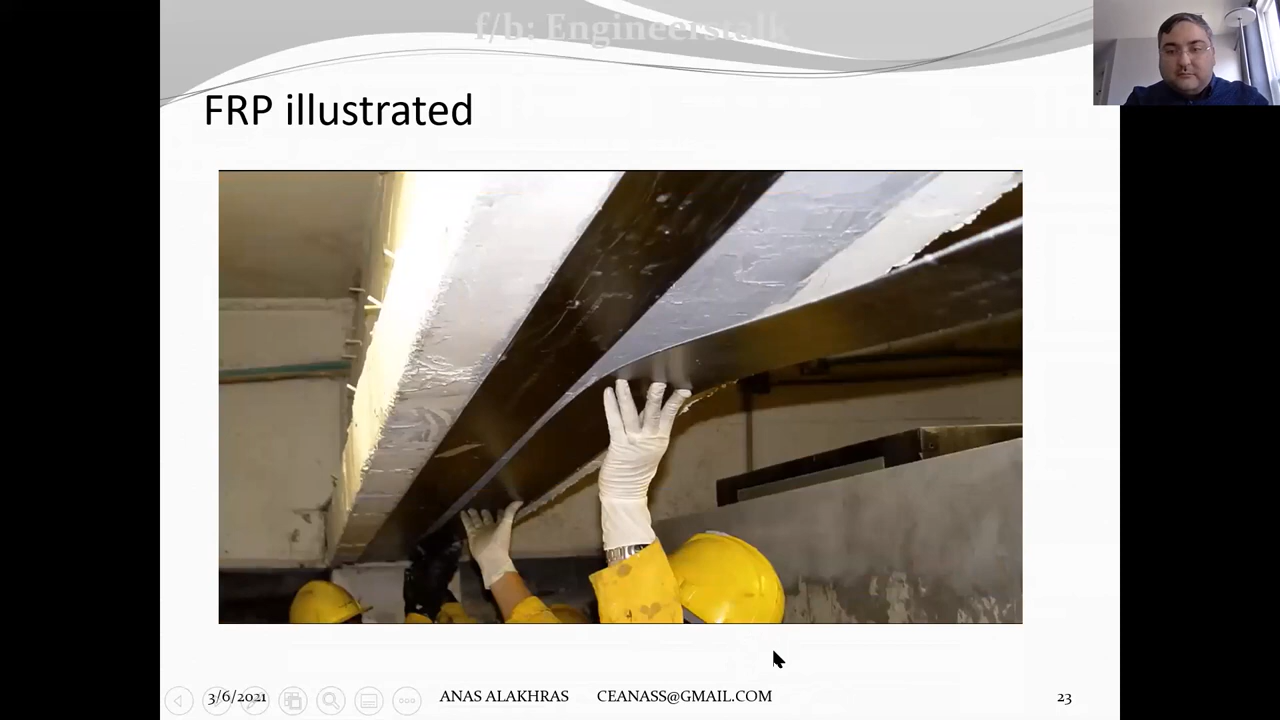 f/b: Engineerstalk
FRP illustrated
3/6/2021
ANAS ALAKHRAS
CEANASS@GMAIL.COM
23